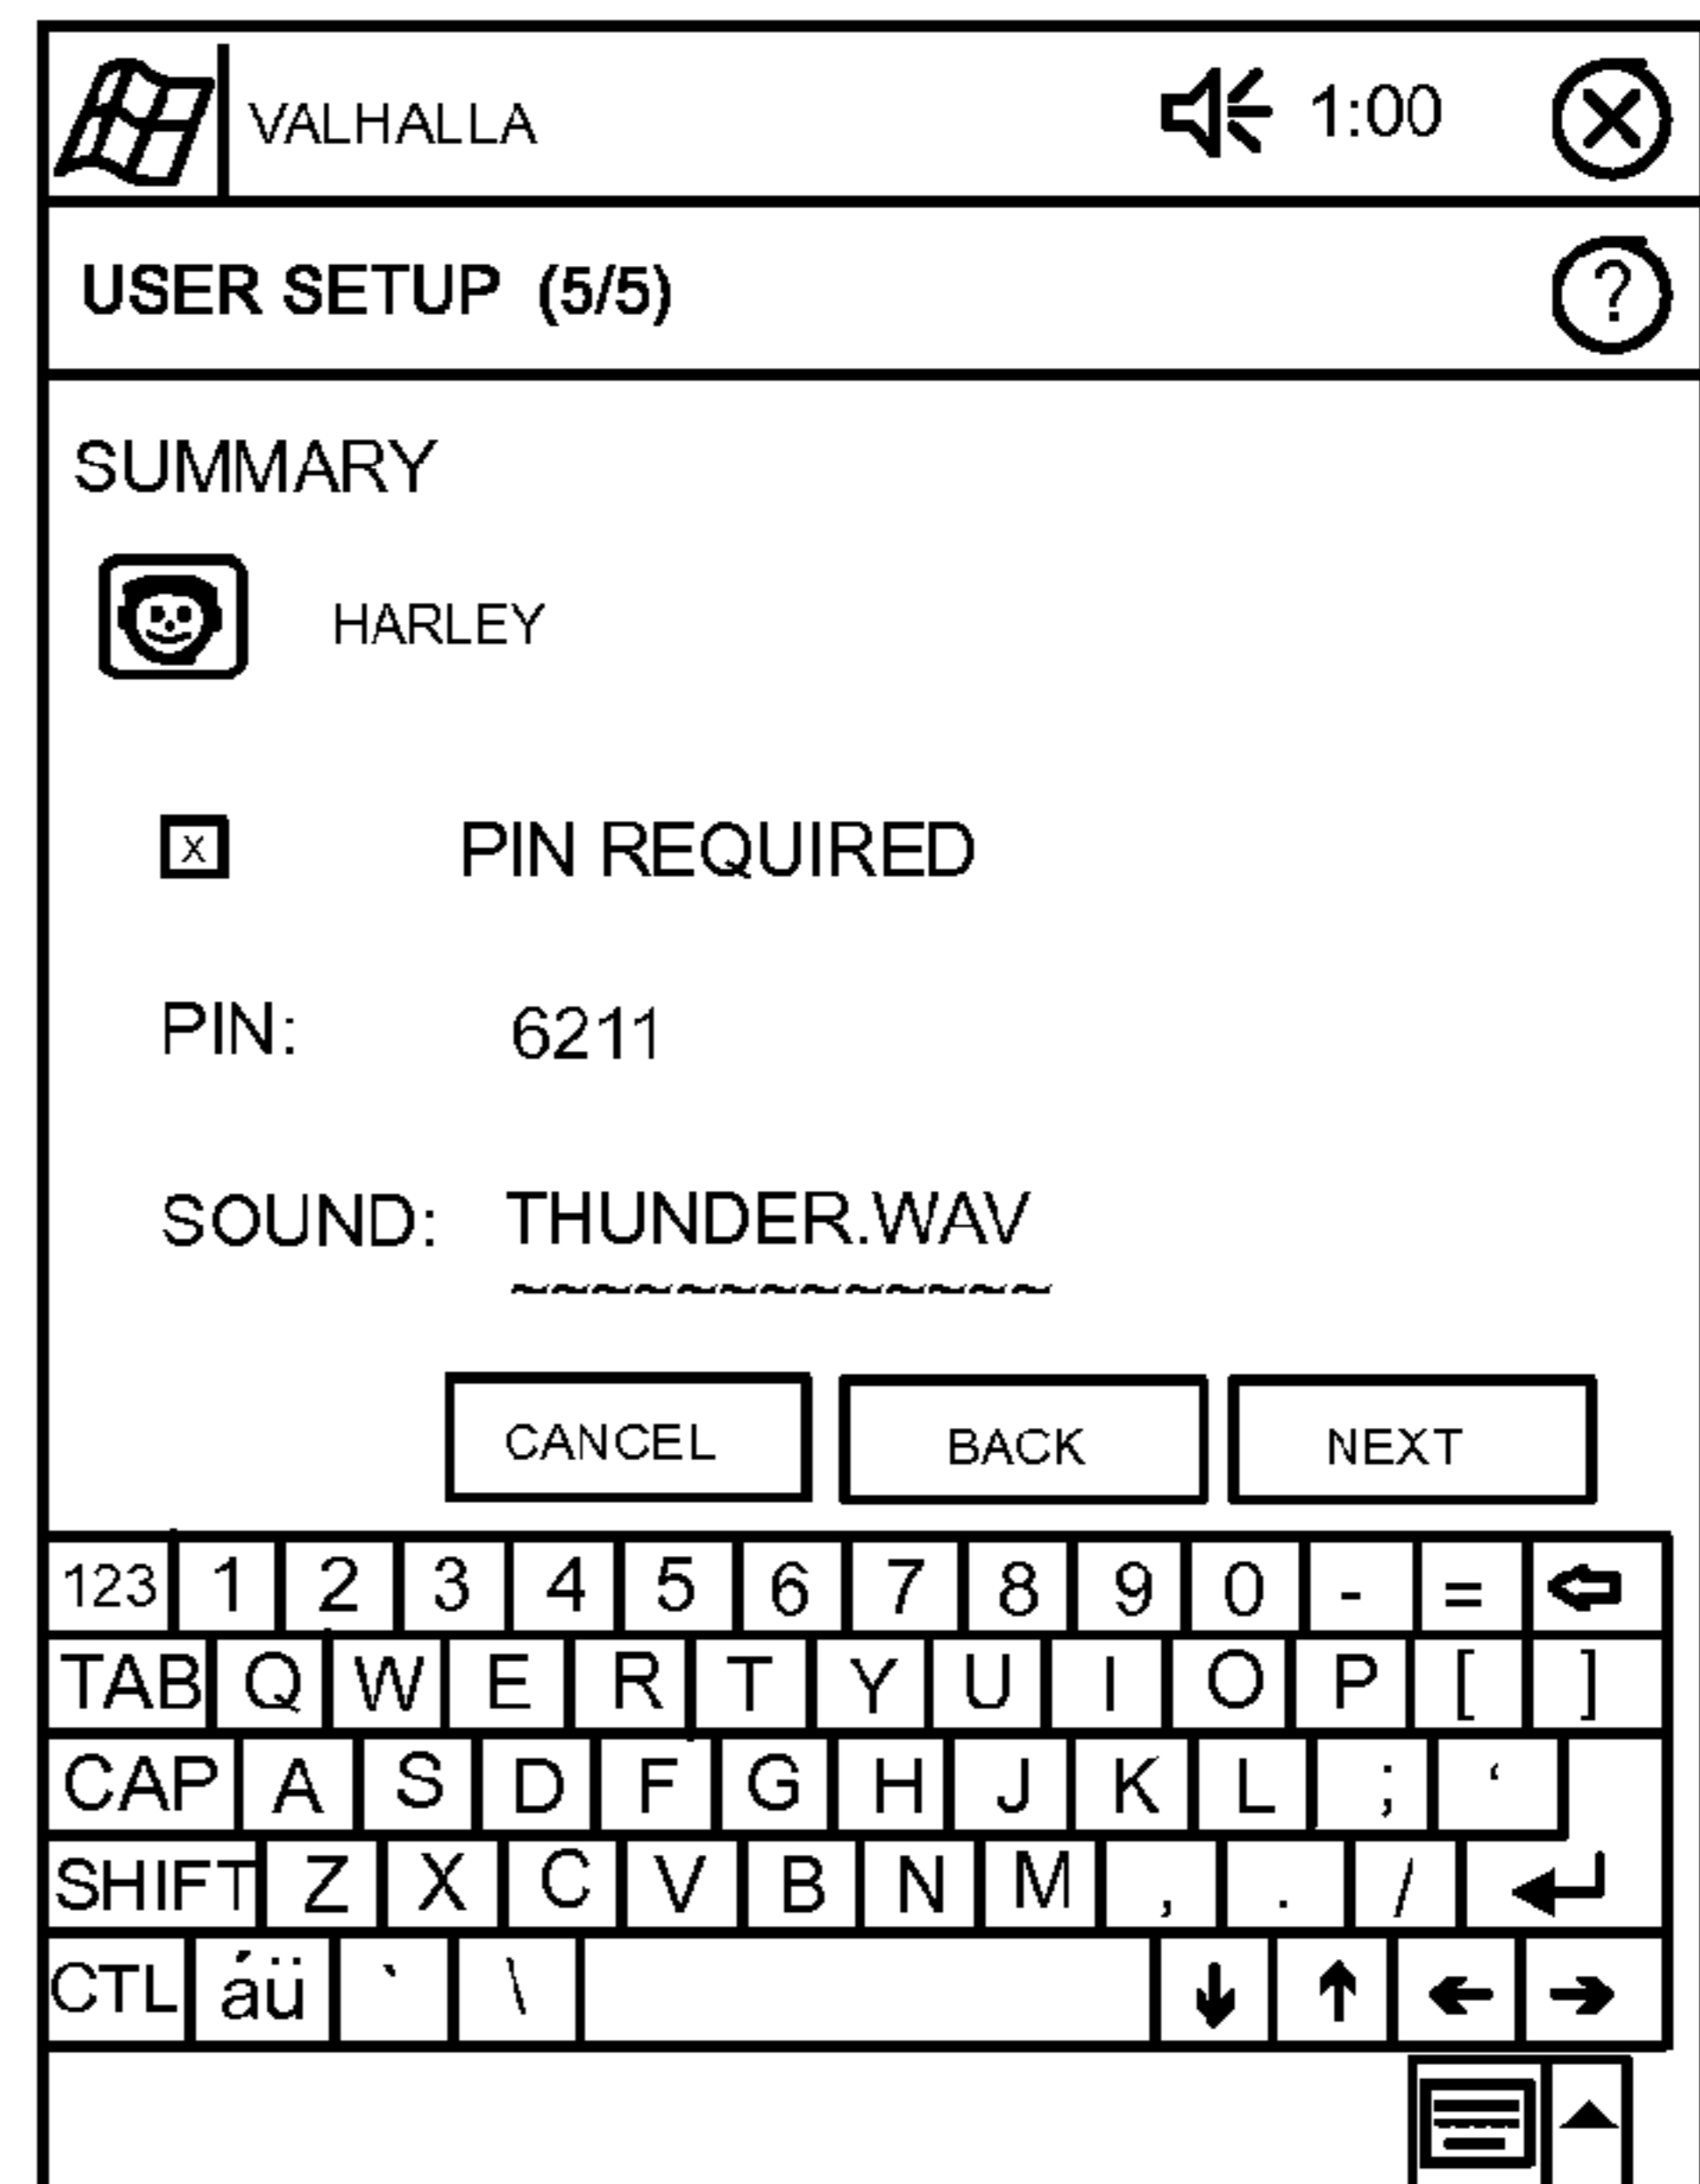 VALHALLA 1:00
USER SETUP (5/5) ?
SUMMARY
HARLEY
X PIN REQUIRED
PIN: 6211
SOUND: THUNDER.WAV
~~~~~~~~~~~~~
CANCEL BACK NEXT
123 1 2 3 4 5 6 7 8 9 0 - =
TAB Q W E R T Y U I O P [ ]
CAP A S D F G H J K L ; ‘
SHIFT Z X C V B N M , . /
CTL áü ` \